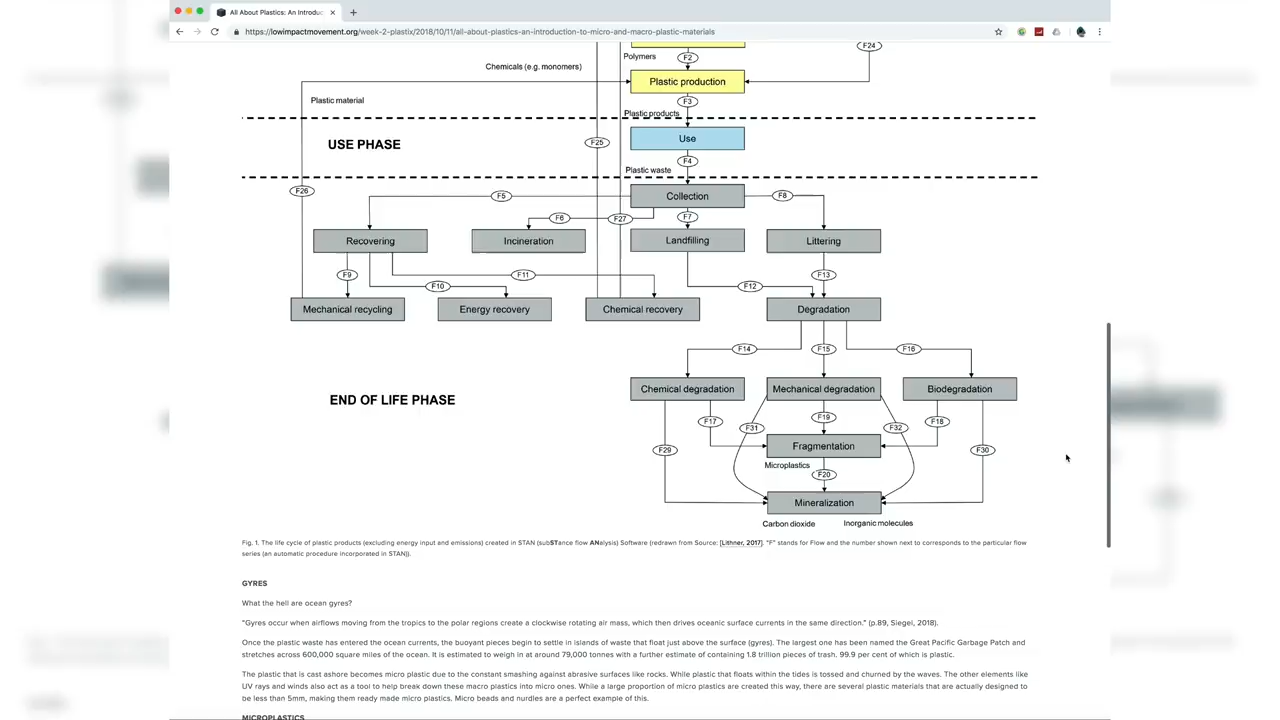 All About Plastics: An Introduc
https://lowimpactmovement.org/week-2-plastix/2018/10/11/all-about-plastics-an-introduction-to-micro-and-macro-plastic-materials
F24
Polymers
F2
Chemicals (e.g. monomers)
Plastic production
Plastic material
F3
Plastic products
USE PHASE
F25
Use
F4
Plastic waste
F26
F5
Collection
F8
F6
F27
F7
Recovering
Incineration
Landfilling
Littering
F9
F11
F13
F10
F12
Mechanical recycling
Energy recovery
Chemical recovery
Degradation
F14
F15
F16
END OF LIFE PHASE
Chemical degradation
Mechanical degradation
Biodegradation
F17
F19
F18
F31
F32
F29
Fragmentation
F30
Microplastics
F20
Mineralization
Carbon dioxide
Inorganic molecules
Fig. 1. The life cycle of plastic products (excluding energy input and emissions) created in STAN (subSTance flow ANalysis) Software (redrawn from Source: [Lithner, 2017]. "F" stands for Flow and the number shown next to corresponds to the particular flow
series (an automatic procedure incorporated in STAN)).
GYRES
What the hell are ocean gyres?
"Gyres occur when airflows moving from the tropics to the polar regions create a clockwise rotating air mass, which then drives oceanic surface currents in the same direction." (p.89, Siegel, 2018).
Once the plastic waste has entered the ocean currents, the buoyant pieces begin to settle in islands of waste that float just above the surface (gyres). The largest one has been named the Great Pacific Garbage Patch and
stretches across 600,000 square miles of the ocean. It is estimated to weigh in at around 79,000 tonnes with a further estimate of containing 1.8 trillion pieces of trash. 99.9 per cent of which is plastic.
The plastic that is cast ashore becomes micro plastic due to the constant smashing against abrasive surfaces like rocks. While plastic that floats within the tides is tossed and churned by the waves. The other elements like
UV rays and winds also act as a tool to help break down these macro plastics into micro ones. While a large proportion of micro plastics are created this way, there are several plastic materials that are actually designed to
be less than 5mm, making them ready made micro plastics. Micro beads and nurdles are a perfect example of this.
MICROPLASTICS